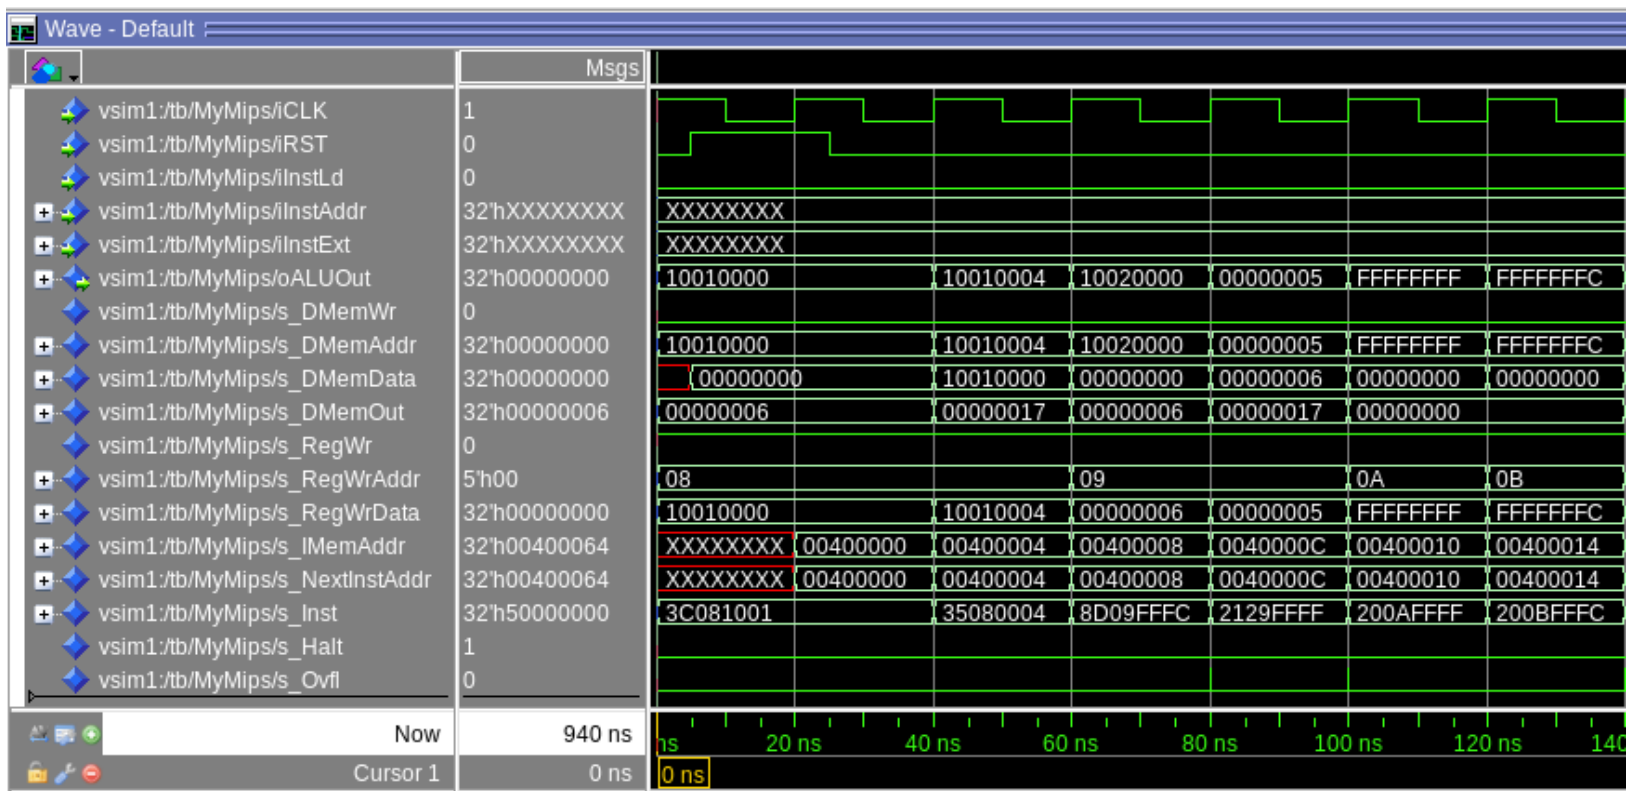 Wave - Default
Msgs
vsim1:/tb/MyMips/iCLK 1
vsim1:/tb/MyMips/iRST 0
vsim1:/tb/MyMips/iInstLd 0
vsim1:/tb/MyMips/iInstAddr 32'hXXXXXXXX XXXXXXXX
vsim1:/tb/MyMips/iInstExt 32'hXXXXXXXX XXXXXXXX
vsim1:/tb/MyMips/oALUOut 32'h00000000 10010000 10010004 10020000 00000005 FFFFFFFF FFFFFFFC
vsim1:/tb/MyMips/s_DMemWr 0
vsim1:/tb/MyMips/s_DMemAddr 32'h00000000 10010000 10010004 10020000 00000005 FFFFFFFF FFFFFFFC
vsim1:/tb/MyMips/s_DMemData 32'h00000000 00000000 10010000 00000000 00000006 00000000 00000000
vsim1:/tb/MyMips/s_DMemOut 32'h00000006 00000006 00000017 00000006 00000017 00000000
vsim1:/tb/MyMips/s_RegWr 0
vsim1:/tb/MyMips/s_RegWrAddr 5'h00 08 09 0A 0B
vsim1:/tb/MyMips/s_RegWrData 32'h00000000 10010000 10010004 00000006 00000005 FFFFFFFF FFFFFFFC
vsim1:/tb/MyMips/s_IMemAddr 32'h00400064 XXXXXXXX 00400000 00400004 00400008 0040000C 00400010 00400014
vsim1:/tb/MyMips/s_NextInstAddr 32'h00400064 XXXXXXXX 00400000 00400004 00400008 0040000C 00400010 00400014
vsim1:/tb/MyMips/s_Inst 32'h50000000 3C081001 35080004 8D09FFFC 2129FFFF 200AFFFF 200BFFFC
vsim1:/tb/MyMips/s_Halt 1
vsim1:/tb/MyMips/s_Ovfl 0
Now 940 ns ns 20 ns 40 ns 60 ns 80 ns 100 ns 120 ns 140
Cursor 1 0 ns 0 ns